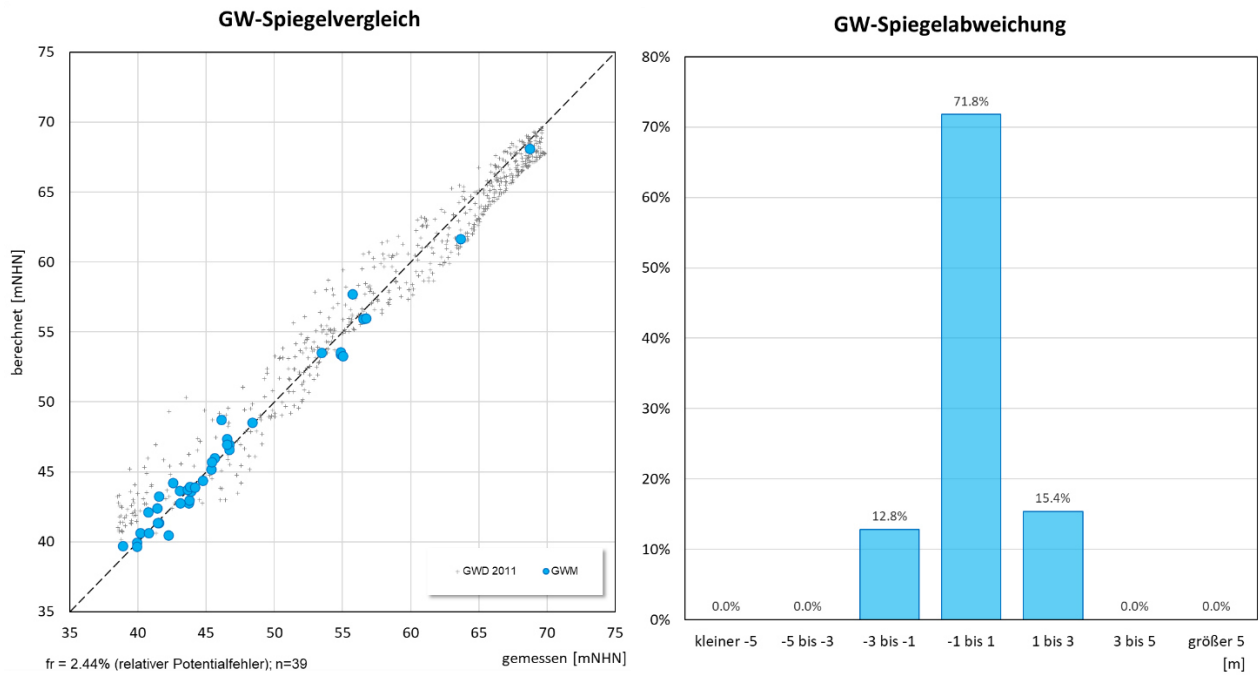 GW-Spiegelvergleich
75
70
65
60
55
50
45
40
35
berechnet [mNHN]
GWD 2011
GWM
35
40
45
50
55
60
65
70
75
gemessen [mNHN]
fr = 2.44% (relativer Potentialfehler); n=39
GW-Spiegelabweichung
80%
70%
60%
50%
40%
30%
20%
10%
0%
0.0%
0.0%
12.8%
71.8%
15.4%
0.0%
0.0%
kleiner -5
-5 bis -3
-3 bis -1
-1 bis 1
1 bis 3
3 bis 5
größer 5
[m]